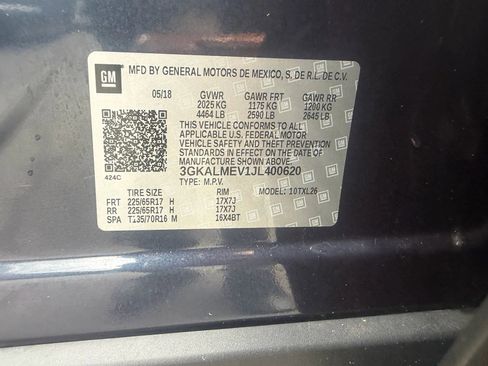 GM
MFD BY GENERAL MOTORS DE MEXICO, S. DE R.L. DE C.V.
05/18 GVWR GAWR FRT GAWR RR
2025 KG 1175 KG 1200 KG
4464 LB 2590 LB 2645 LB
THIS VEHICLE CONFORMS TO ALL
APPLICABLE U.S. FEDERAL MOTOR
VEHICLE SAFETY AND THEFT PREVENTION
STANDARDS IN EFFECT ON THE DATE OF
MANUFACTURE SHOWN ABOVE.
3GKALMEV1JL400620
424C TYPE: M.P.V. MODEL: 10TXL26
TIRE SIZE RIM
FRT 225/65R17 H 17X7J
RR 225/65R17 H 17X7J
SPA T135/70R16 M 16X4BT